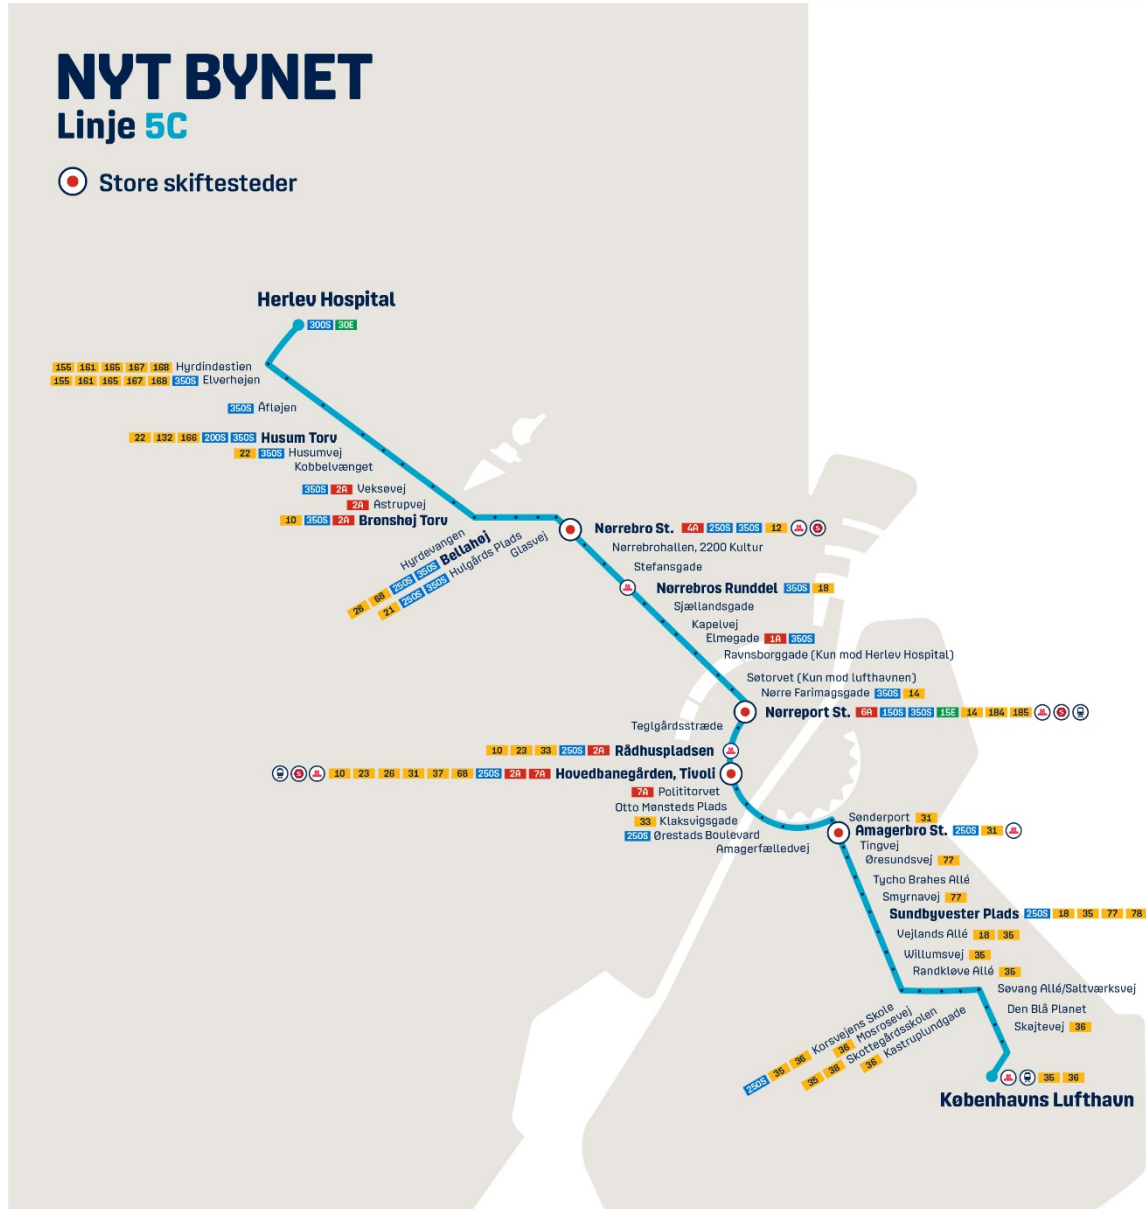 NYT BYNET
Linje 5C
Store skiftesteder
Herlev Hospital
300S 30E
155 161 165 167 168 Hyrdindestien
155 161 165 167 168 350S Elverhøjen
350S Åfløjen
22 132 166 200S 350S Husum Torv
22 350S Husumvej
Kobbelvænget
350S 2A Veksøvej
2A Astrupvej
10 350S 2A Brønshøj Torv
Hyrdevangen
26 68 250S 350S Bellahøj
21 250S 350S Hulgårds Plads
Glasvej
Nørrebro St. 4A 250S 350S 12 M S
Nørrebrohallen, 2200 Kultur
Stefansgade
Nørrebros Runddel 350S 18
Sjællandsgade
Kapelvej
Elmegade 1A 350S
Ravnsborggade (Kun mod Herlev Hospital)
Søtorvet (Kun mod lufthavnen)
Nørre Farimagsgade 350S 14
Nørreport St. 6A 150S 350S 15E 14 184 185 M S
Teglgårdsstræde
10 23 33 250S 2A Rådhuspladsen
S M 10 23 26 31 37 68 250S 2A 7A Hovedbanegården, Tivoli
7A Polititorvet
Otto Mønsteds Plads
33 Klaksvigsgade
250S Ørestads Boulevard
Amagerfælledvej
Sønderport 31
Amagerbro St. 250S 31 M
Tingvej
Øresundsvej 77
Tycho Brahes Allé
Smyrnavej 77
Sundbyvester Plads 250S 18 35 77 78
Vejlands Allé 18 35
Willumsvej 35
Randkløve Allé 35
250S 35 36 Korsvejens Skole
36 Mosrosevej
35 38 Skottegårdsskolen
36 Kastruplundgade
Søvang Allé/Saltværksvej
Den Blå Planet
Skøjtevej 36
M 35 36
Københavns Lufthavn